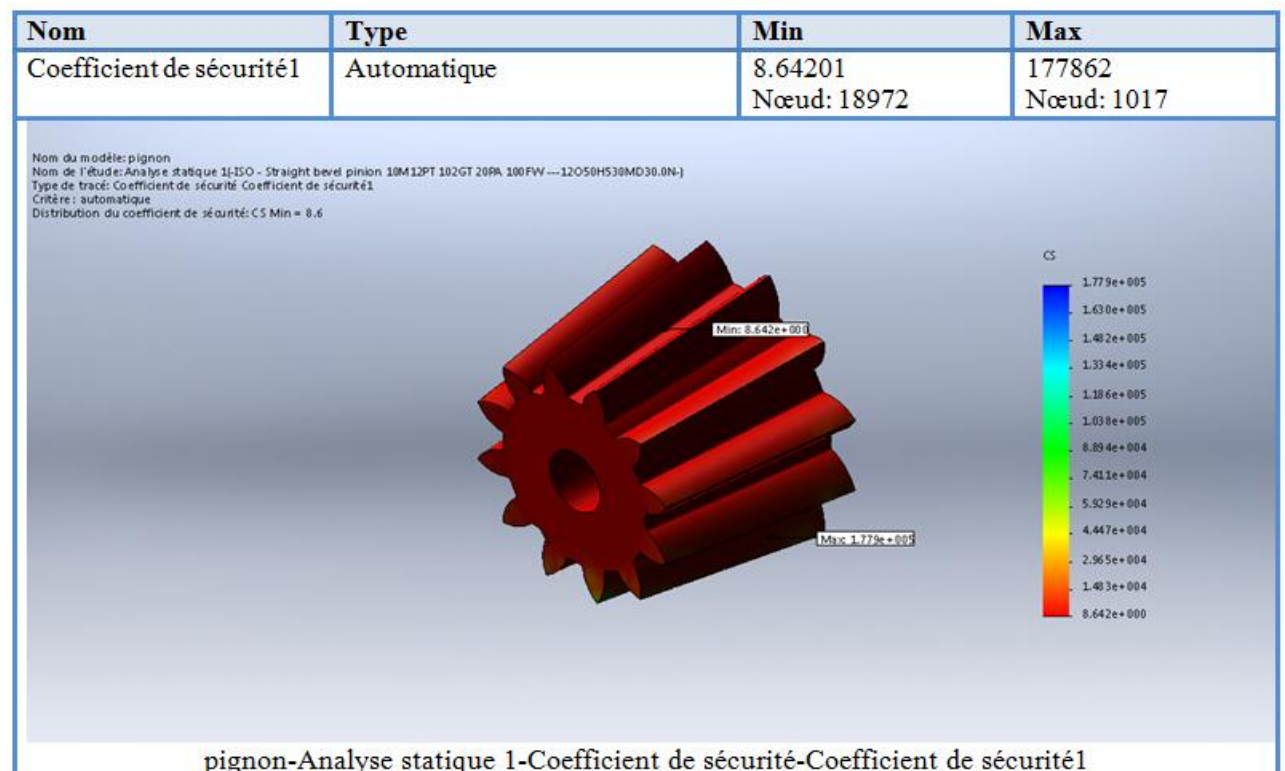 Nom Type Min Max
Coefficient de sécurité1 Automatique 8.64201 177862
Nœud: 18972 Nœud: 1017
Nom du modèle: pignon
Nom de l'étude: Analyse statique 1(-ISO - Straight bevel pinion 10M 12PT 102GT 20PA 100FW ---12O50H530MD30.0N-)
Type de tracé: Coefficient de sécurité Coefficient de sécurité1
Critère : automatique
Distribution du coefficient de sécurité: CS Min = 8.6
CS
1.779e+005
1.630e+005
Min: 8.642e+000
1.482e+005
1.334e+005
1.186e+005
1.038e+005
8.894e+004
7.411e+004
5.929e+004
4.447e+004
Max: 1.779e+005
2.965e+004
1.483e+004
8.642e+000
pignon-Analyse statique 1-Coefficient de sécurité-Coefficient de sécurité1